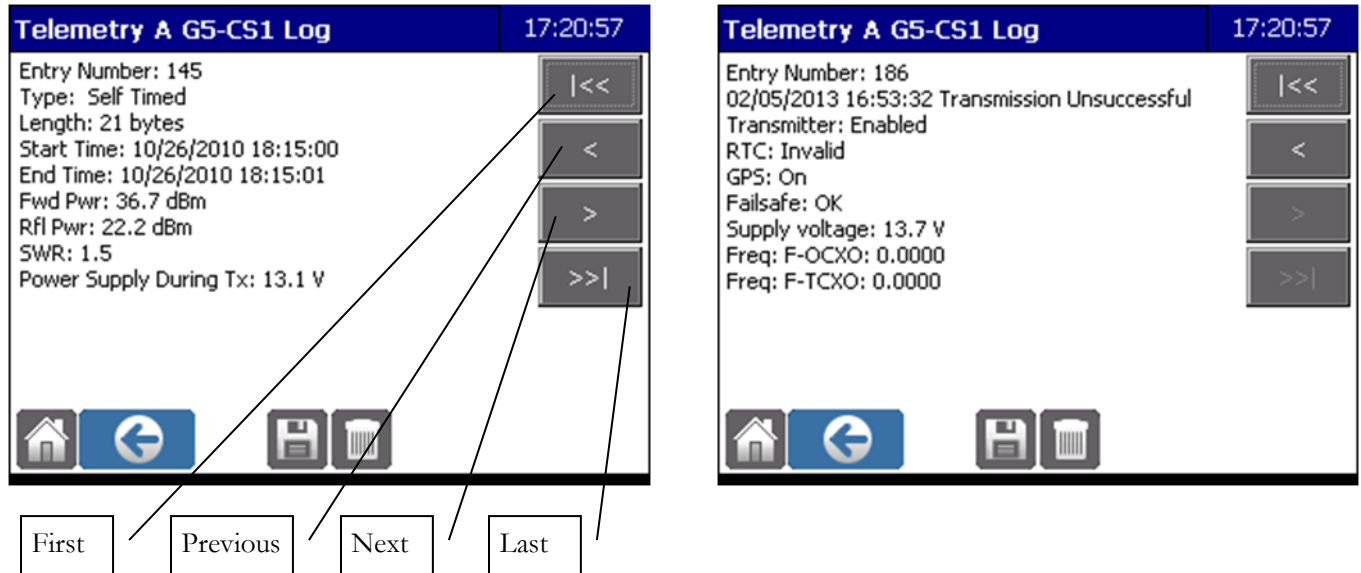 Telemetry A G5-CS1 Log
17:20:57
Entry Number: 145
Type:  Self Timed
Length: 21 bytes
Start Time: 10/26/2010 18:15:00
End Time: 10/26/2010 18:15:01
Fwd Pwr: 36.7 dBm
Rfl Pwr: 22.2 dBm
SWR: 1.5
Power Supply During Tx: 13.1 V
|<<
<
>
>>|
First
Previous
Next
Last
Telemetry A G5-CS1 Log
17:20:57
Entry Number: 186
02/05/2013 16:53:32 Transmission Unsuccessful
Transmitter: Enabled
RTC: Invalid
GPS: On
Failsafe: OK
Supply voltage: 13.7 V
Freq: F-OCXO: 0.0000
Freq: F-TCXO: 0.0000
|<<
<
>
>>|